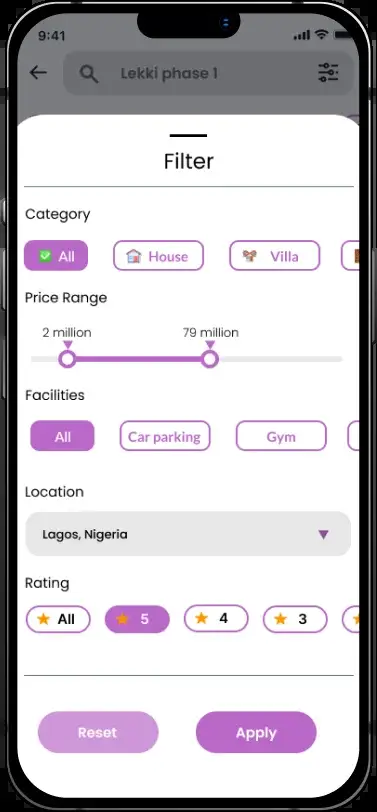 9:41
Lekki phase 1
Filter
Category
All House Villa
Price Range
2 million 79 million
Facilities
All Car parking Gym
Location
Lagos, Nigeria
Rating
All 5 4 3
Reset Apply